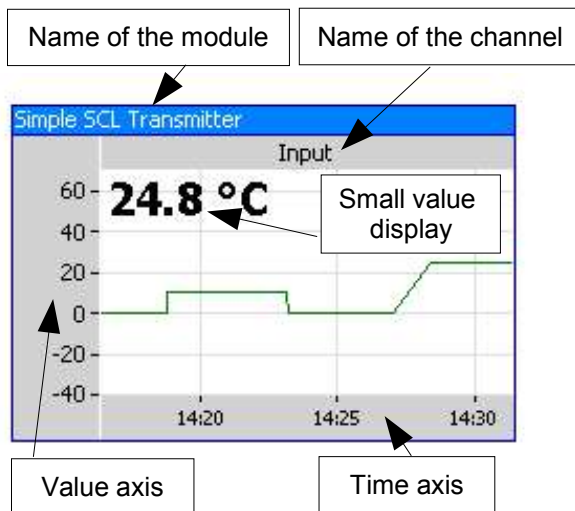 Name of the module
Name of the channel
Simple SCL Transmitter
Input
24.8 °C
Small value
display
60
40
20
0
-20
-40
14:20
14:25
14:30
Value axis
Time axis